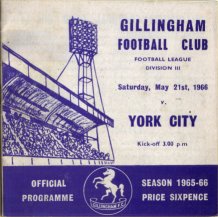 GILLINGHAM
FOOTBALL CLUB
FOOTBALL LEAGUE
DIVISION III
Saturday, May 21st, 1966
v.
YORK CITY
Kick-off 3.00 p.m
OFFICIAL
PROGRAMME
GILLINGHAM F.C.
SEASON 1965-66
PRICE SIXPENCE